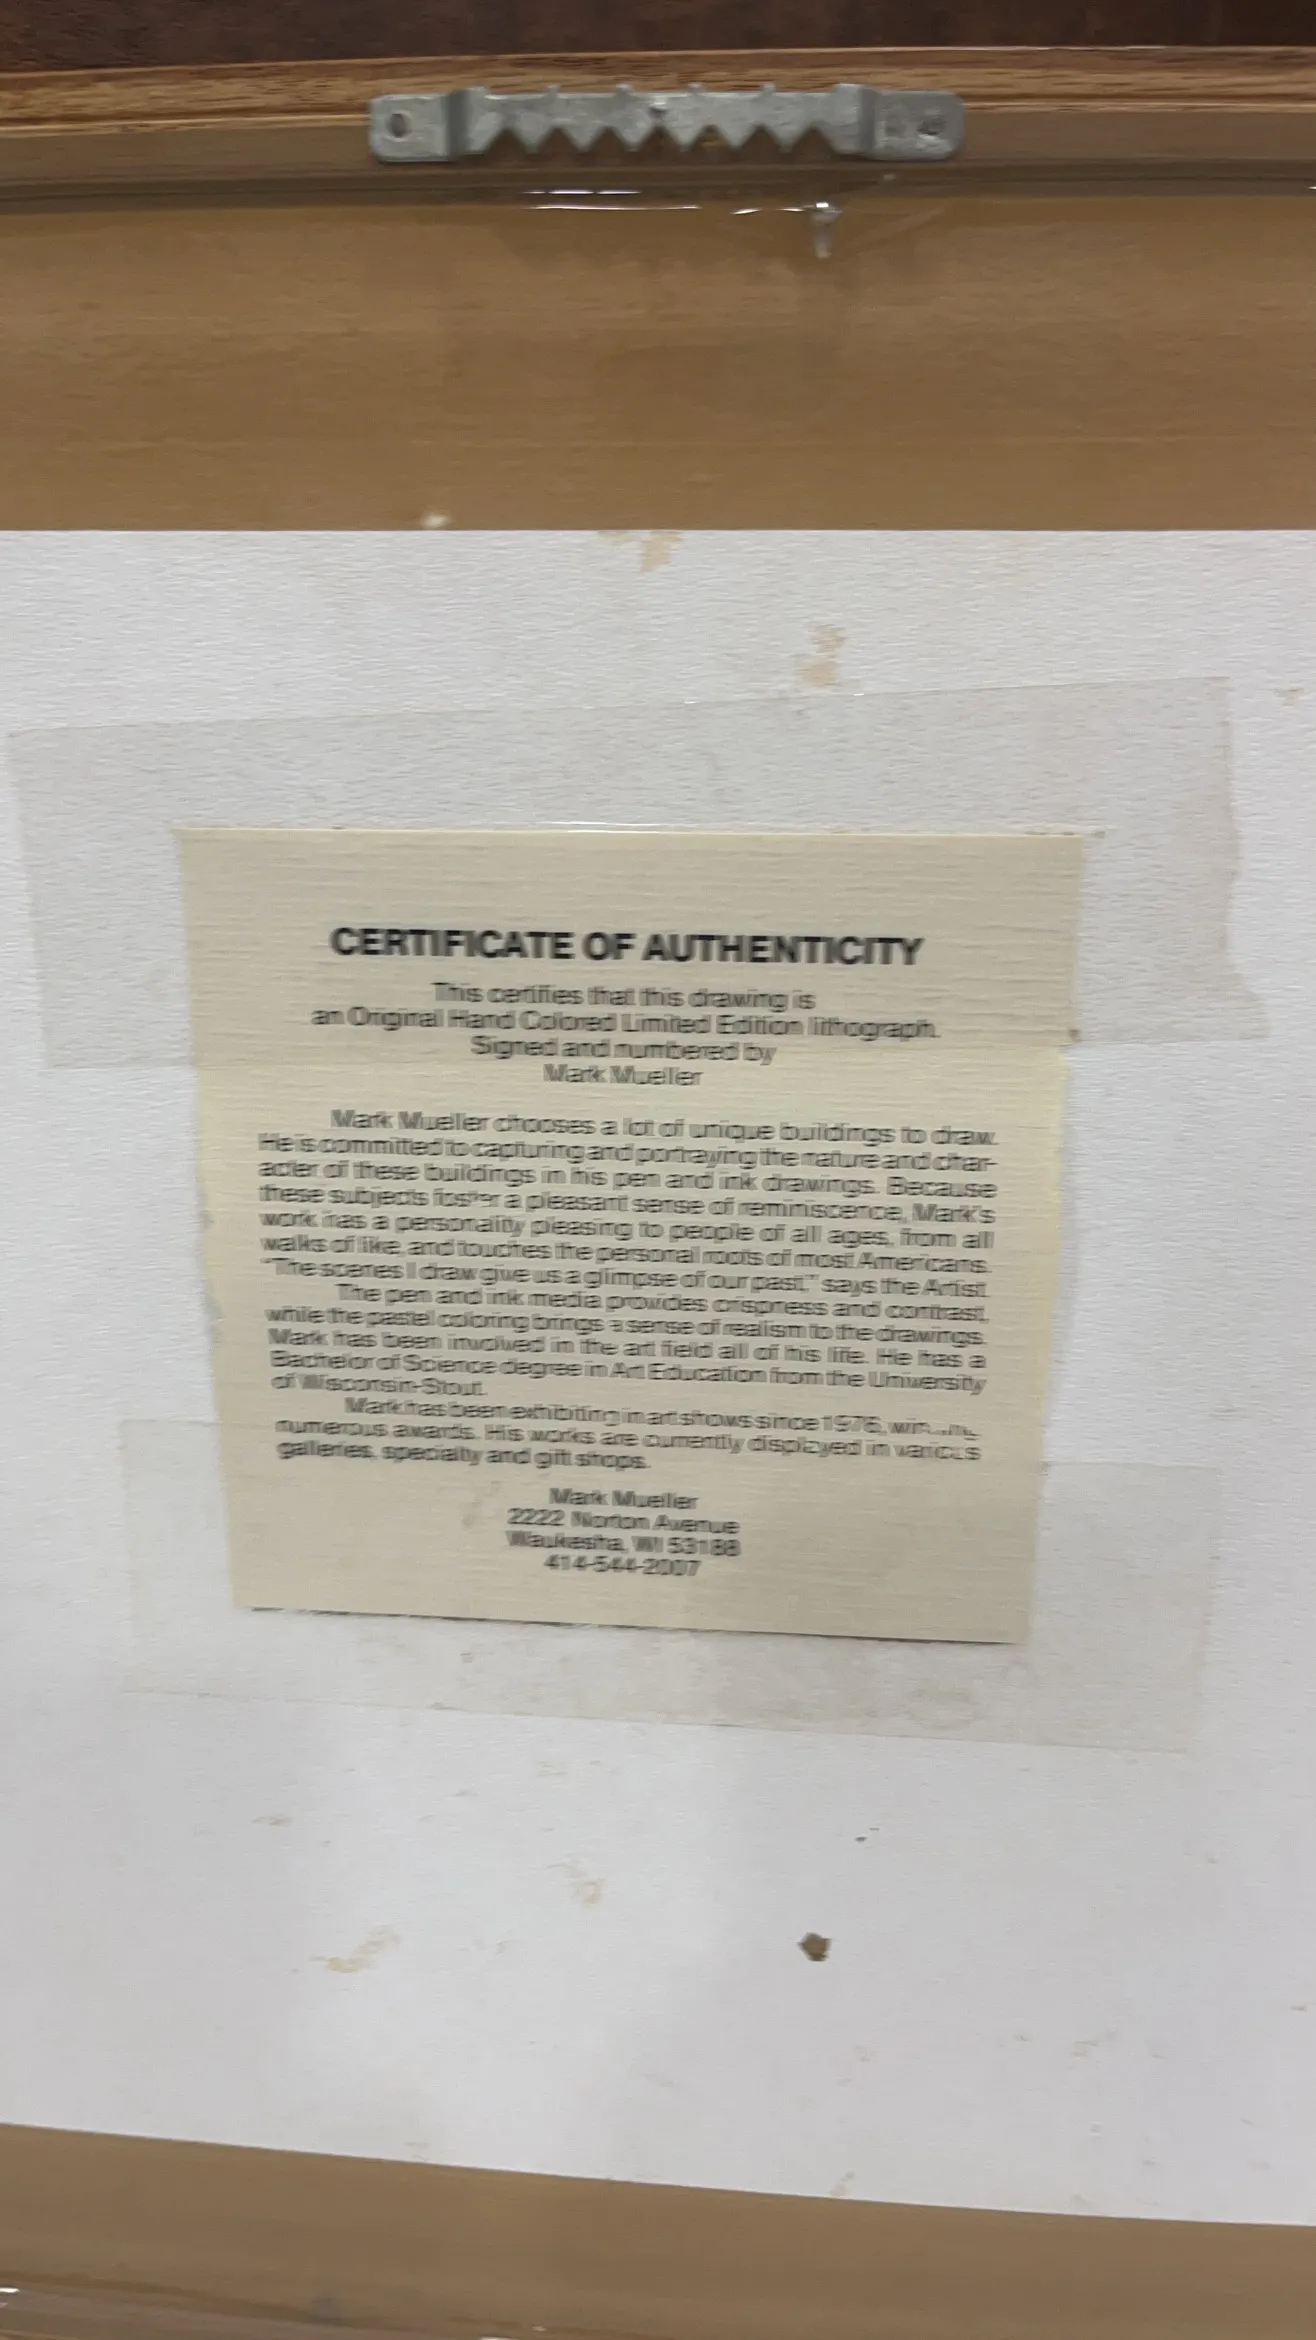 CERTIFICATE OF AUTHENTICITY
This certifies that this drawing is
an Original Hand Colored Limited Edition lithograph.
Signed and numbered by
Mark Mueller
Mark Mueller chooses a lot of unique buildings to draw.
He is committed to capturing and portraying the nature and char-
acter of these buildings in his pen and ink drawings. Because
these subjects foster a pleasant sense of reminiscence, Mark's
work has a personality pleasing to people of all ages, from all
walks of like, and touches the personal roots of most Americans.
"The scenes I draw give us a glimpse of our past," says the Artist.
The pen and ink media provides crispness and contrast,
while the pastel coloring brings a sense of realism to the drawings.
Mark has been involved in the art field all of his life. He has a
Bachelor of Science degree in Art Education from the University
of Wisconsin-Stout.
Mark has been exhibiting in art shows since 1976,
numerous awards. His works are currently displayed in various
galleries, specialty and gift shops.
Mark Mueller
2222 Norton Avenue
Waukesha, WI 53188
414-544-2007